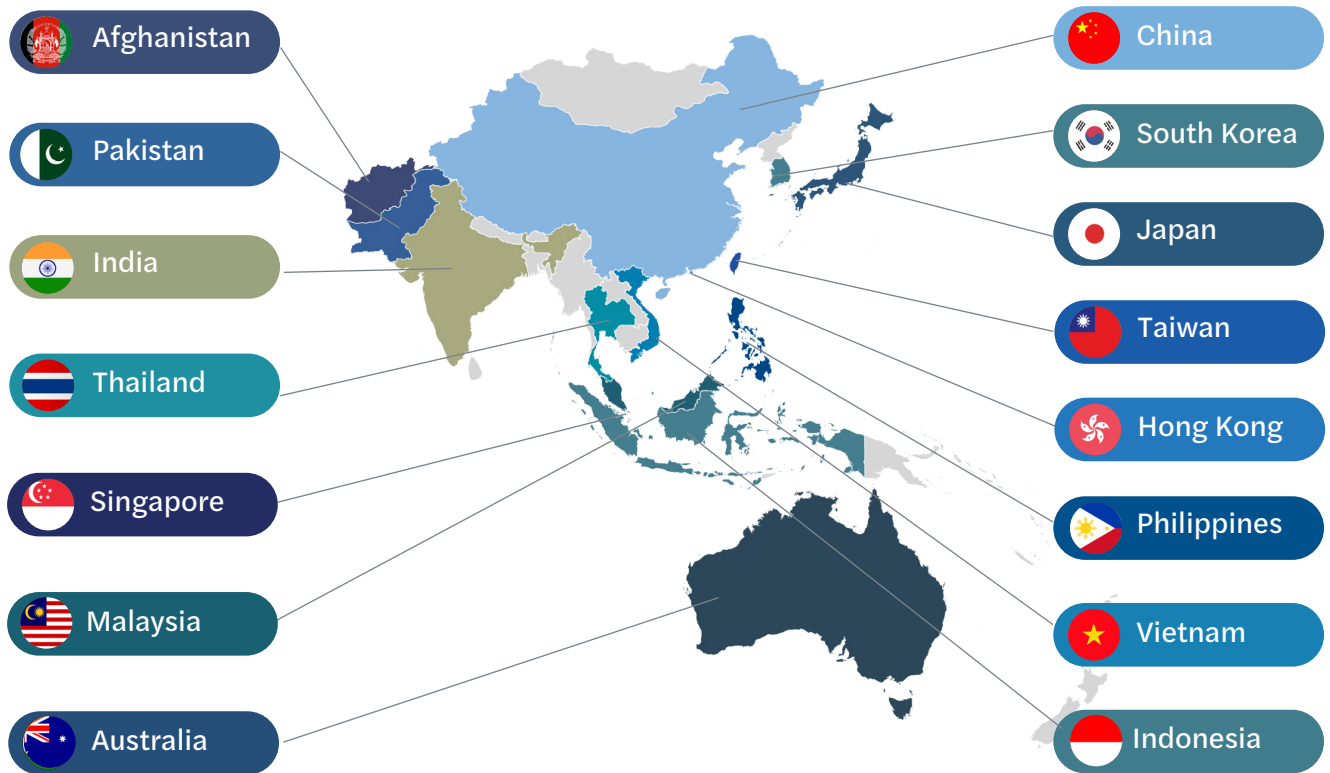 Afghanistan
Pakistan
India
Thailand
Singapore
Malaysia
Australia
China
South Korea
Japan
Taiwan
Hong Kong
Philippines
Vietnam
Indonesia